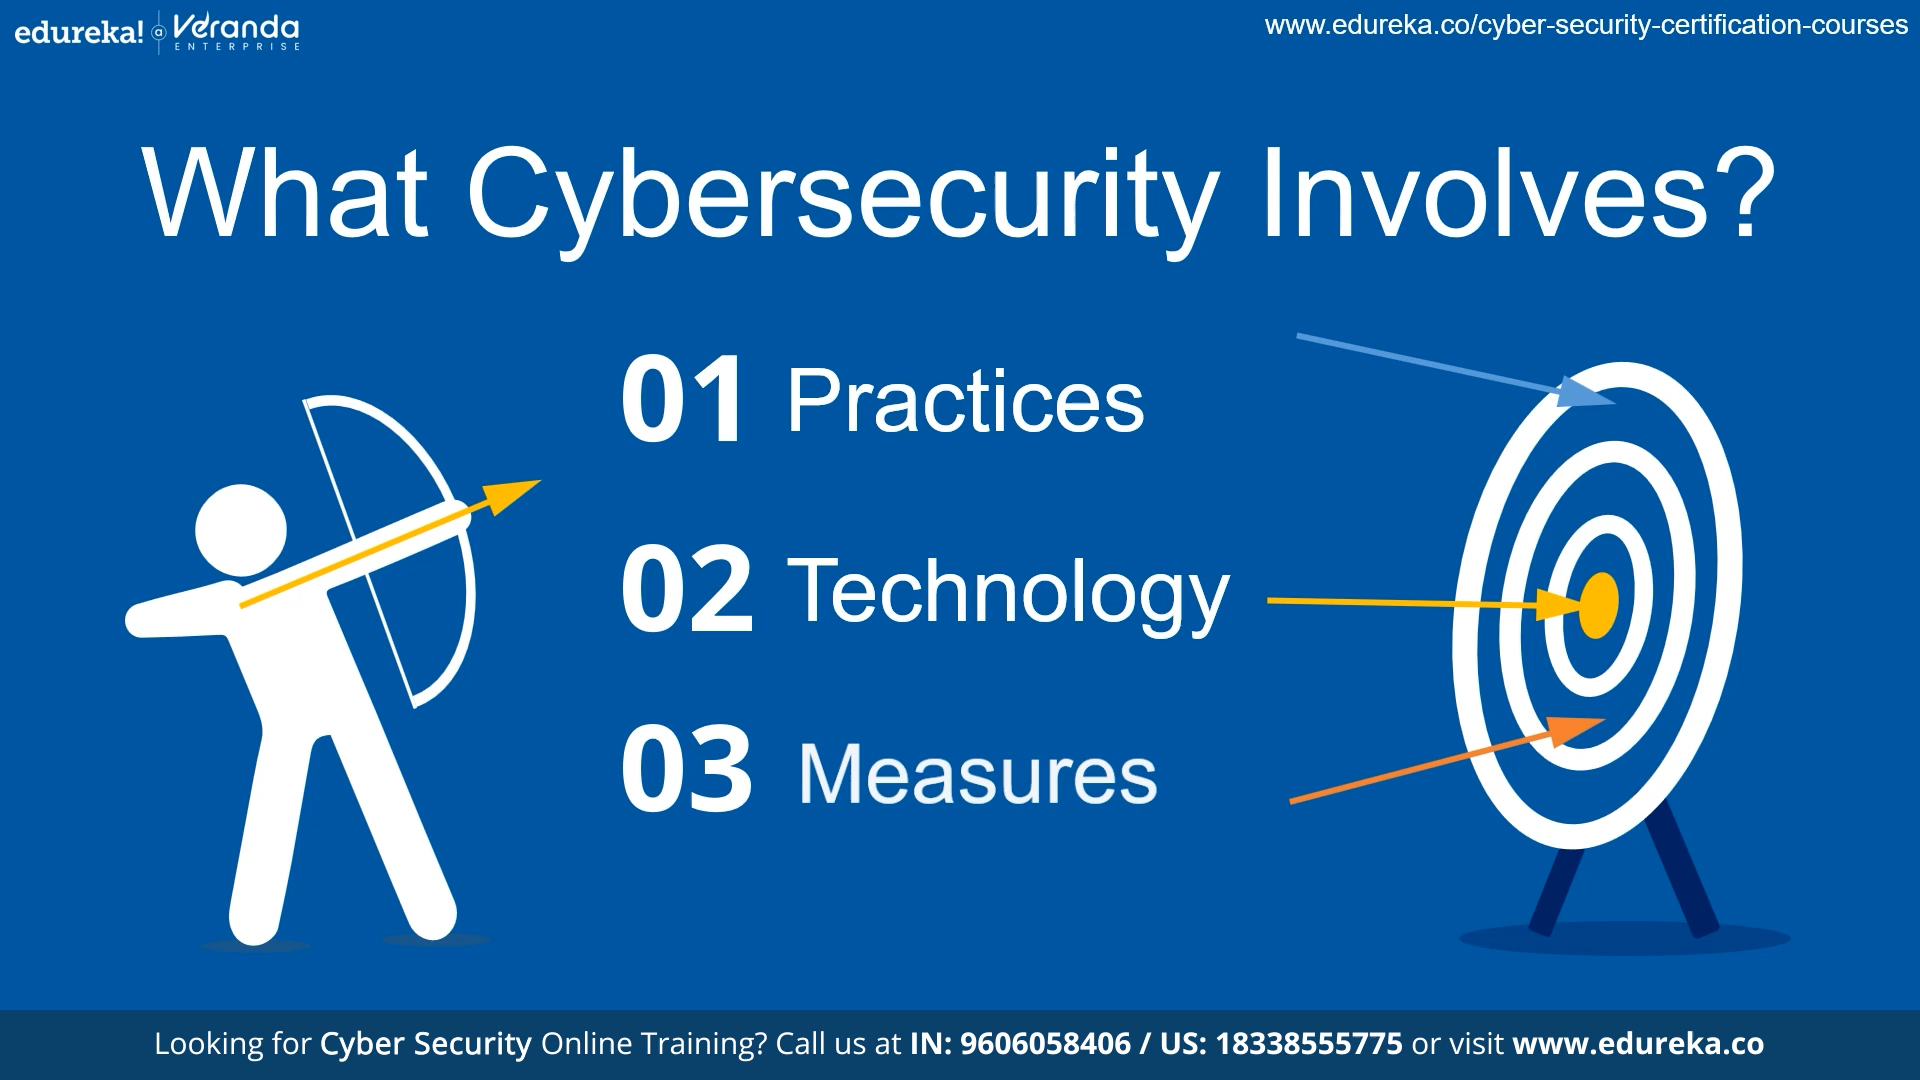 edureka! a Veranda
ENTERPRISE
www.edureka.co/cyber-security-certification-courses
What Cybersecurity Involves?
01 Practices
02 Technology
03 Measures
Looking for Cyber Security Online Training? Call us at IN: 9606058406 / US: 18338555775 or visit www.edureka.co